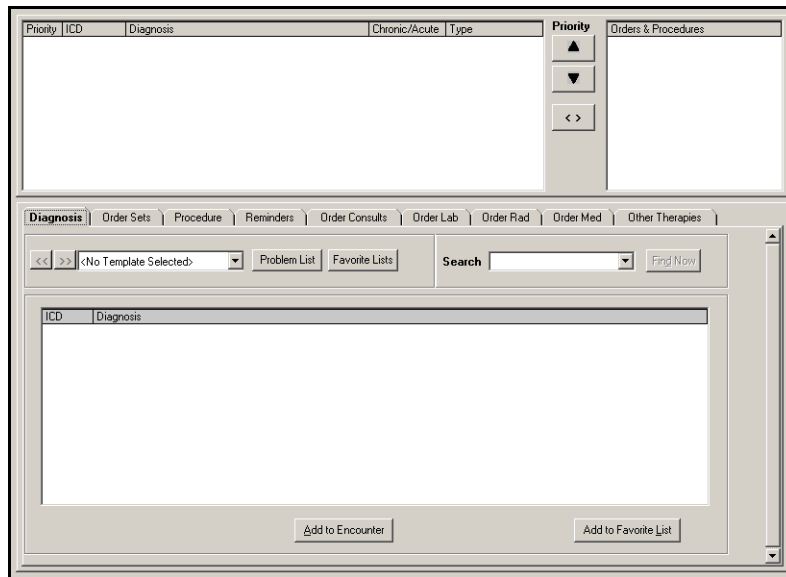 Priority ICD Diagnosis Chronic/Acute Type Priority Orders & Procedures
< >
Diagnosis Order Sets Procedure Reminders Order Consults Order Lab Order Rad Order Med Other Therapies
<< >> <No Template Selected> Problem List Favorite Lists Search Find Now
ICD Diagnosis
Add to Encounter Add to Favorite List